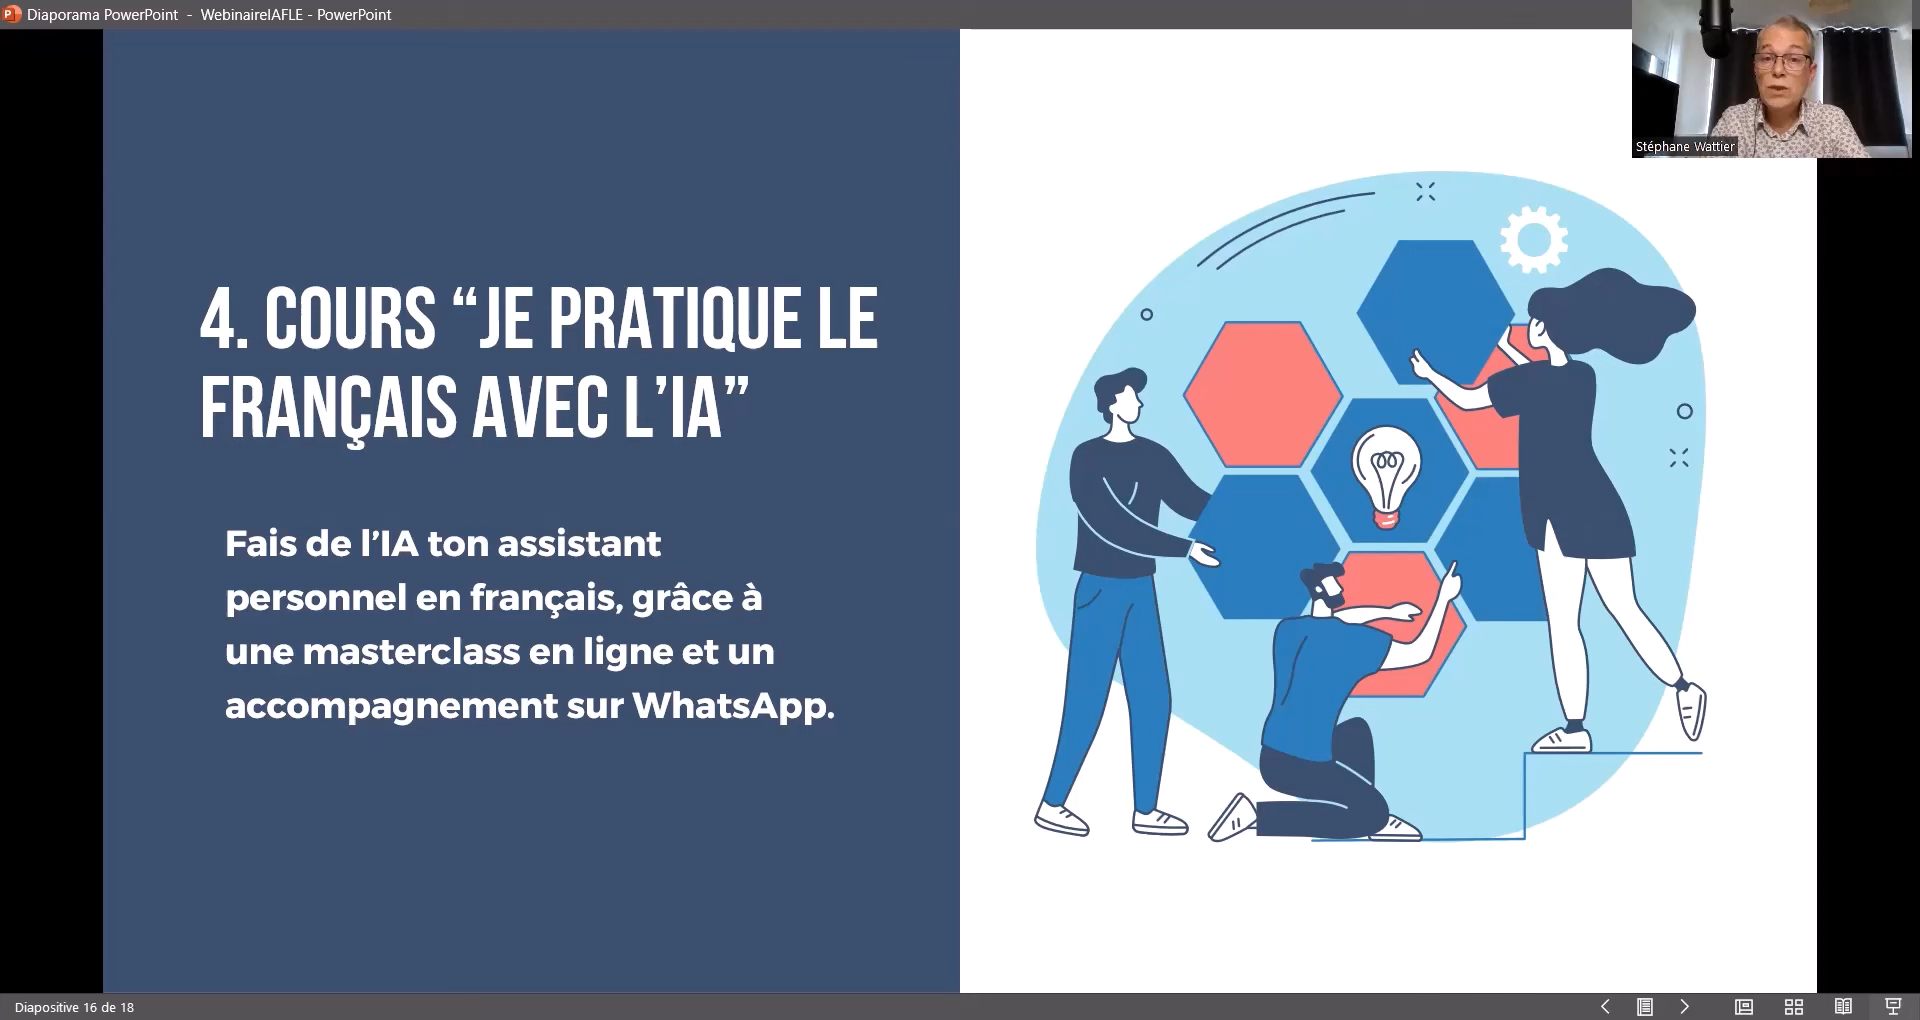 Diaporama PowerPoint - WebinaireIAFLE - PowerPoint
Stéphane Wattier
4. COURS “JE PRATIQUE LE
FRANÇAIS AVEC L’IA”
Fais de l’IA ton assistant
personnel en français, grâce à
une masterclass en ligne et un
accompagnement sur WhatsApp.
Diapositive 16 de 18